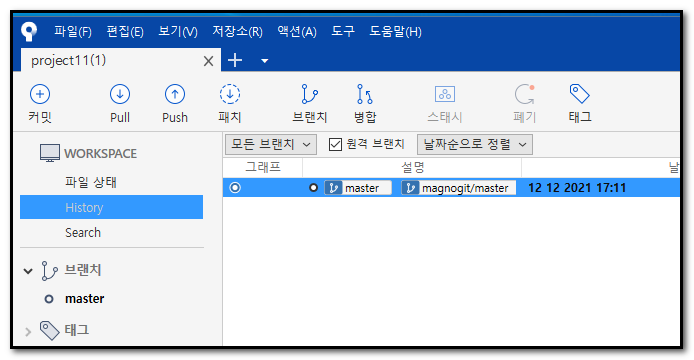 파일(F) 편집(E) 보기(V) 저장소(R) 액션(A) 도구 도움말(H)
project11(1)
커밋 Pull Push 패치 브랜치 병합 스태시 폐기 태그
WORKSPACE
파일 상태
History
Search
브랜치
master
태그
모든 브랜치 원격 브랜치 날짜순으로 정렬
그래프 설명 날
master magnogit/master 12 12 2021 17:11